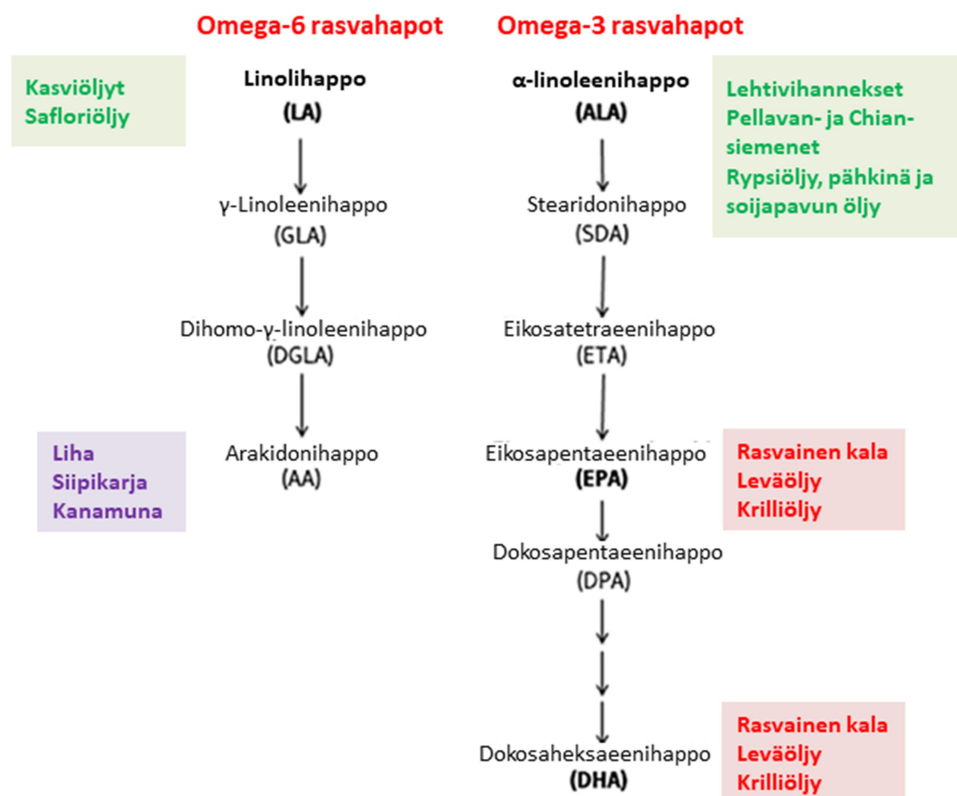 Omega-6 rasvahapot
Omega-3 rasvahapot
Kasviöljyt
Safloriöljy
Linolihappo
(LA)
α-linoleenihappo
(ALA)
Lehtivihannekset
Pellavan- ja Chian-
siemenet
Rypsiöljy, pähkinä ja
soijapavun öljy
γ-Linoleenihappo
(GLA)
Stearidonihappo
(SDA)
Dihomo-γ-linoleenihappo
(DGLA)
Eikosatetraeenihappo
(ETA)
Liha
Siipikarja
Kanamuna
Arakidonihappo
(AA)
Eikosapentaeenihappo
(EPA)
Rasvainen kala
Leväöljy
Krilliöljy
Dokosapentaeenihappo
(DPA)
Dokosaheksaeenihappo
(DHA)
Rasvainen kala
Leväöljy
Krilliöljy